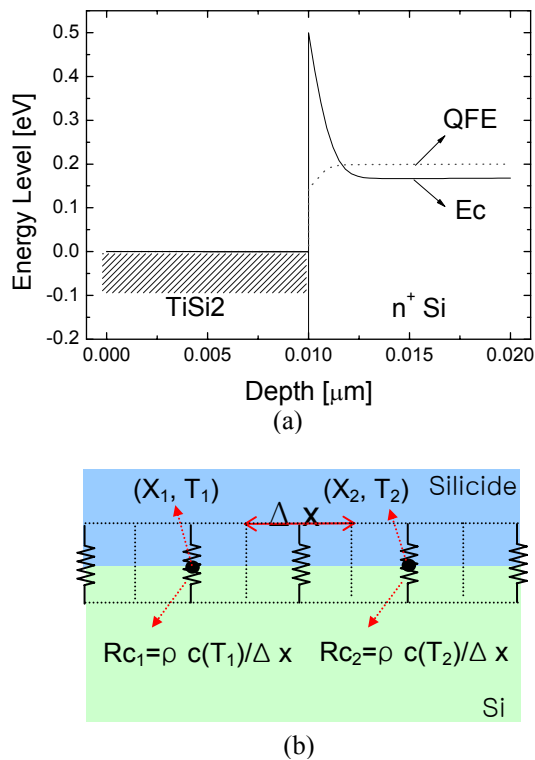 (a)
Energy Level [eV]
0.5
0.4
0.3
0.2
0.1
0.0
-0.1
-0.2
QFE
Ec
TiSi2
n+ Si
0.000 0.005 0.010 0.015 0.020
Depth [μm]
(a)
(X1, T1) (X2, T2) Silicide
Δ x
Rc1=ρ c(T1)/Δ x Rc2=ρ c(T2)/Δ x
Si
(b)